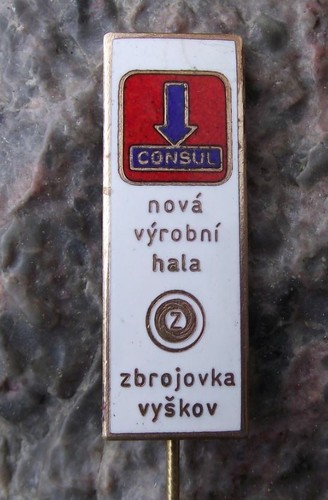 CONSUL
nová
výrobní
hala
Z
zbrojovka
vyškov